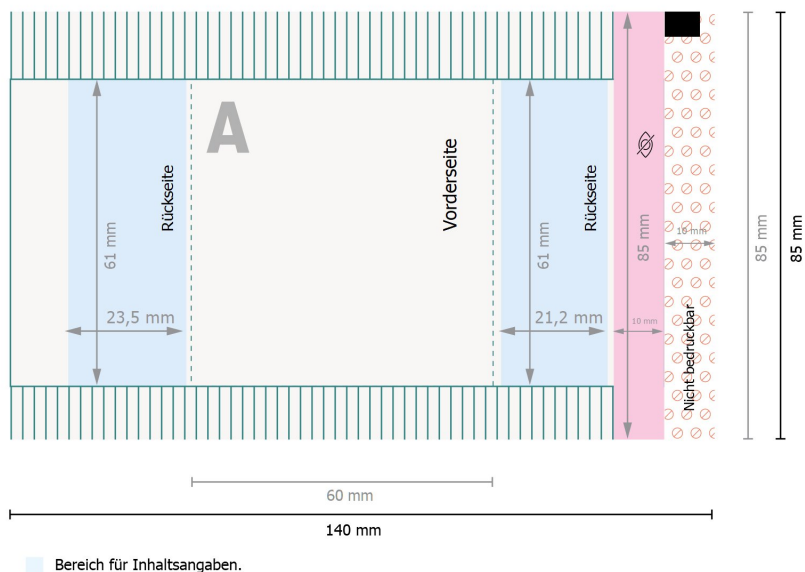 A
Rückseite
Vorderseite
Rückseite
61 mm
61 mm
85 mm
10 mm
85 mm
85 mm
23,5 mm
21,2 mm
10 mm
Nicht bedruckbar
60 mm
140 mm
Bereich für Inhaltsangaben.